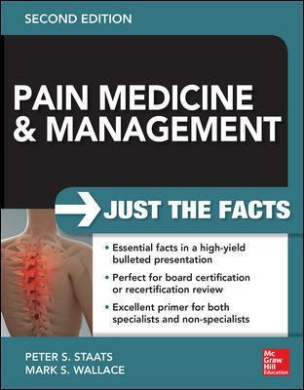 SECOND EDITION
PAIN MEDICINE
& MANAGEMENT
JUST THE FACTS
• Essential facts in a high-yield
bulleted presentation
• Perfect for board certification
or recertification review
• Excellent primer for both
specialists and non-specialists
PETER S. STAATS
MARK S. WALLACE
Mc
Graw
Hill
Education